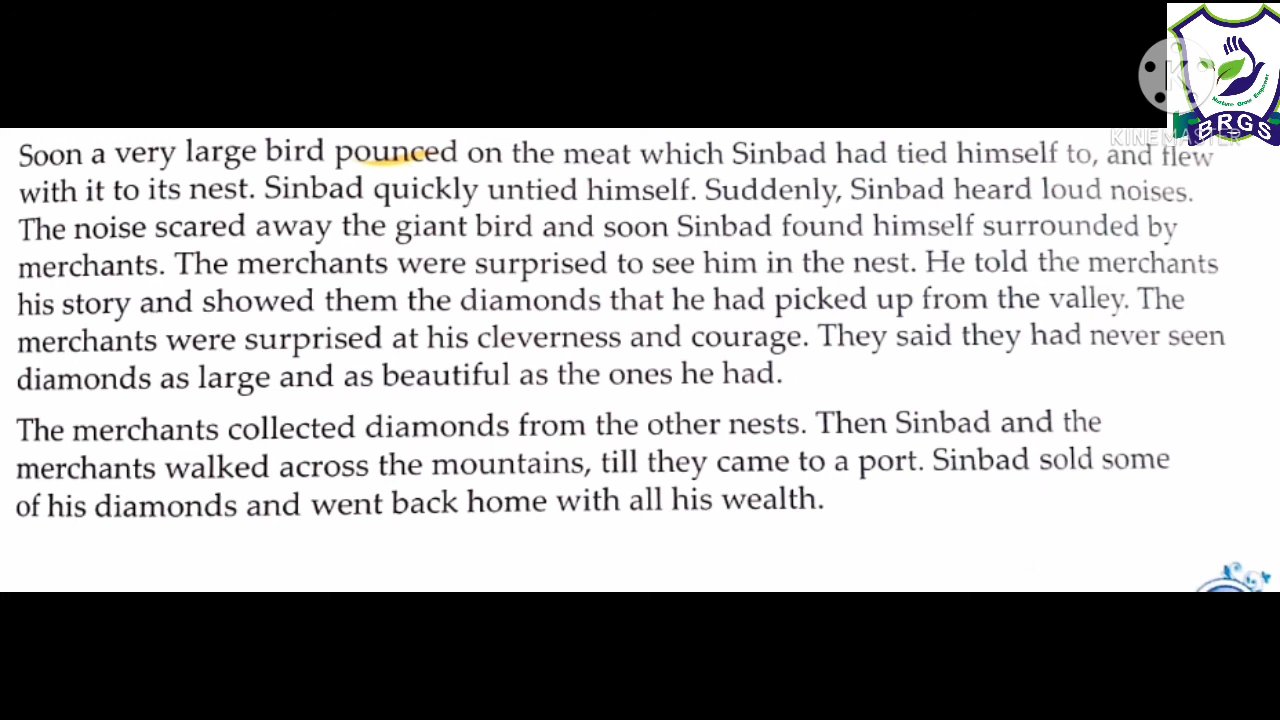 BRGS
Nurture Grow Empower
KINEMASTER
Soon a very large bird pounced on the meat which Sinbad had tied himself to, and flew
with it to its nest. Sinbad quickly untied himself. Suddenly, Sinbad heard loud noises.
The noise scared away the giant bird and soon Sinbad found himself surrounded by
merchants. The merchants were surprised to see him in the nest. He told the merchants
his story and showed them the diamonds that he had picked up from the valley. The
merchants were surprised at his cleverness and courage. They said they had never seen
diamonds as large and as beautiful as the ones he had.
The merchants collected diamonds from the other nests. Then Sinbad and the
merchants walked across the mountains, till they came to a port. Sinbad sold some
of his diamonds and went back home with all his wealth.